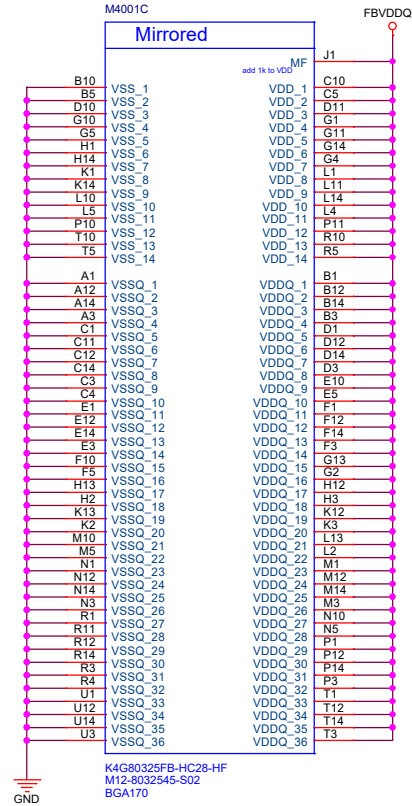 M4001C
FBVDDQ
Mirrored
MF J1
add 1k to VDD
B10 VSS_1 VDD_1 C10
B5 VSS_2 VDD_2 C5
D10 VSS_3 VDD_3 D11
G10 VSS_4 VDD_4 G1
G5 VSS_5 VDD_5 G11
H1 VSS_6 VDD_6 G14
H14 VSS_7 VDD_7 G4
K1 VSS_8 VDD_8 L1
K14 VSS_9 VDD_9 L11
L10 VSS_10 VDD_10 L14
L5 VSS_11 VDD_11 L4
P10 VSS_12 VDD_12 P11
T10 VSS_13 VDD_13 R10
T5 VSS_14 VDD_14 R5
A1 VSSQ_1 VDDQ_1 B1
A12 VSSQ_2 VDDQ_2 B12
A14 VSSQ_3 VDDQ_3 B14
A3 VSSQ_4 VDDQ_4 B3
C1 VSSQ_5 VDDQ_5 D1
C11 VSSQ_6 VDDQ_6 D12
C12 VSSQ_7 VDDQ_7 D14
C14 VSSQ_8 VDDQ_8 D3
C3 VSSQ_9 VDDQ_9 E10
C4 VSSQ_10 VDDQ_10 E5
E1 VSSQ_11 VDDQ_11 F1
E12 VSSQ_12 VDDQ_12 F12
E14 VSSQ_13 VDDQ_13 F14
E3 VSSQ_14 VDDQ_14 F3
F10 VSSQ_15 VDDQ_15 G13
F5 VSSQ_16 VDDQ_16 G2
H13 VSSQ_17 VDDQ_17 H12
H2 VSSQ_18 VDDQ_18 H3
K13 VSSQ_19 VDDQ_19 K12
K2 VSSQ_20 VDDQ_20 K3
M10 VSSQ_21 VDDQ_21 L13
M5 VSSQ_22 VDDQ_22 L2
N1 VSSQ_23 VDDQ_23 M1
N12 VSSQ_24 VDDQ_24 M12
N14 VSSQ_25 VDDQ_25 M14
N3 VSSQ_26 VDDQ_26 M3
R1 VSSQ_27 VDDQ_27 N10
R11 VSSQ_28 VDDQ_28 N5
R12 VSSQ_29 VDDQ_29 P1
R14 VSSQ_30 VDDQ_30 P12
R3 VSSQ_31 VDDQ_31 P14
R4 VSSQ_32 VDDQ_32 P3
U1 VSSQ_33 VDDQ_33 T1
U12 VSSQ_34 VDDQ_34 T12
U14 VSSQ_35 VDDQ_35 T14
U3 VSSQ_36 VDDQ_36 T3
K4G80325FB-HC28-HF
M12-8032545-S02
BGA170
GND